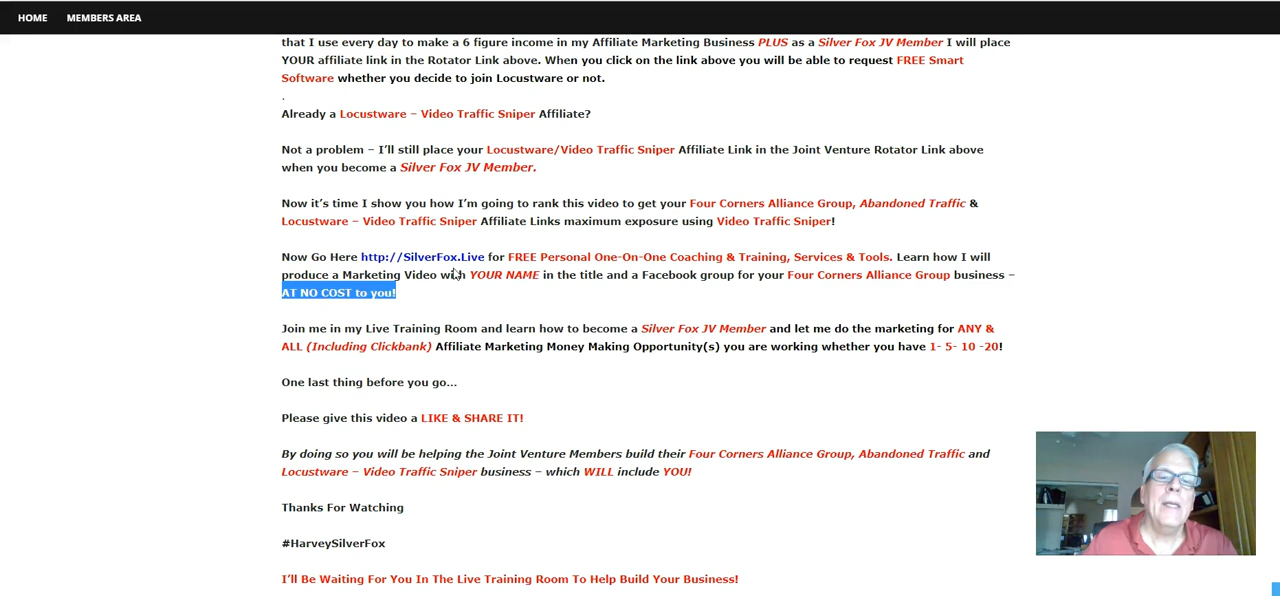 HOME MEMBERS AREA
that I use every day to make a 6 figure income in my Affiliate Marketing Business PLUS as a Silver Fox JV Member I will place
YOUR affiliate link in the Rotator Link above. When you click on the link above you will be able to request FREE Smart
Software whether you decide to join Locustware or not.
.
Already a Locustware – Video Traffic Sniper Affiliate?
Not a problem – I’ll still place your Locustware/Video Traffic Sniper Affiliate Link in the Joint Venture Rotator Link above
when you become a Silver Fox JV Member.
Now it’s time I show you how I’m going to rank this video to get your Four Corners Alliance Group, Abandoned Traffic &
Locustware – Video Traffic Sniper Affiliate Links maximum exposure using Video Traffic Sniper!
Now Go Here http://SilverFox.Live for FREE Personal One-On-One Coaching & Training, Services & Tools. Learn how I will
produce a Marketing Video with YOUR NAME in the title and a Facebook group for your Four Corners Alliance Group business –
AT NO COST to you!
Join me in my Live Training Room and learn how to become a Silver Fox JV Member and let me do the marketing for ANY &
ALL (Including Clickbank) Affiliate Marketing Money Making Opportunity(s) you are working whether you have 1- 5- 10 -20!
One last thing before you go...
Please give this video a LIKE & SHARE IT!
By doing so you will be helping the Joint Venture Members build their Four Corners Alliance Group, Abandoned Traffic and
Locustware – Video Traffic Sniper business – which WILL include YOU!
Thanks For Watching
#HarveySilverFox
I’ll Be Waiting For You In The Live Training Room To Help Build Your Business!